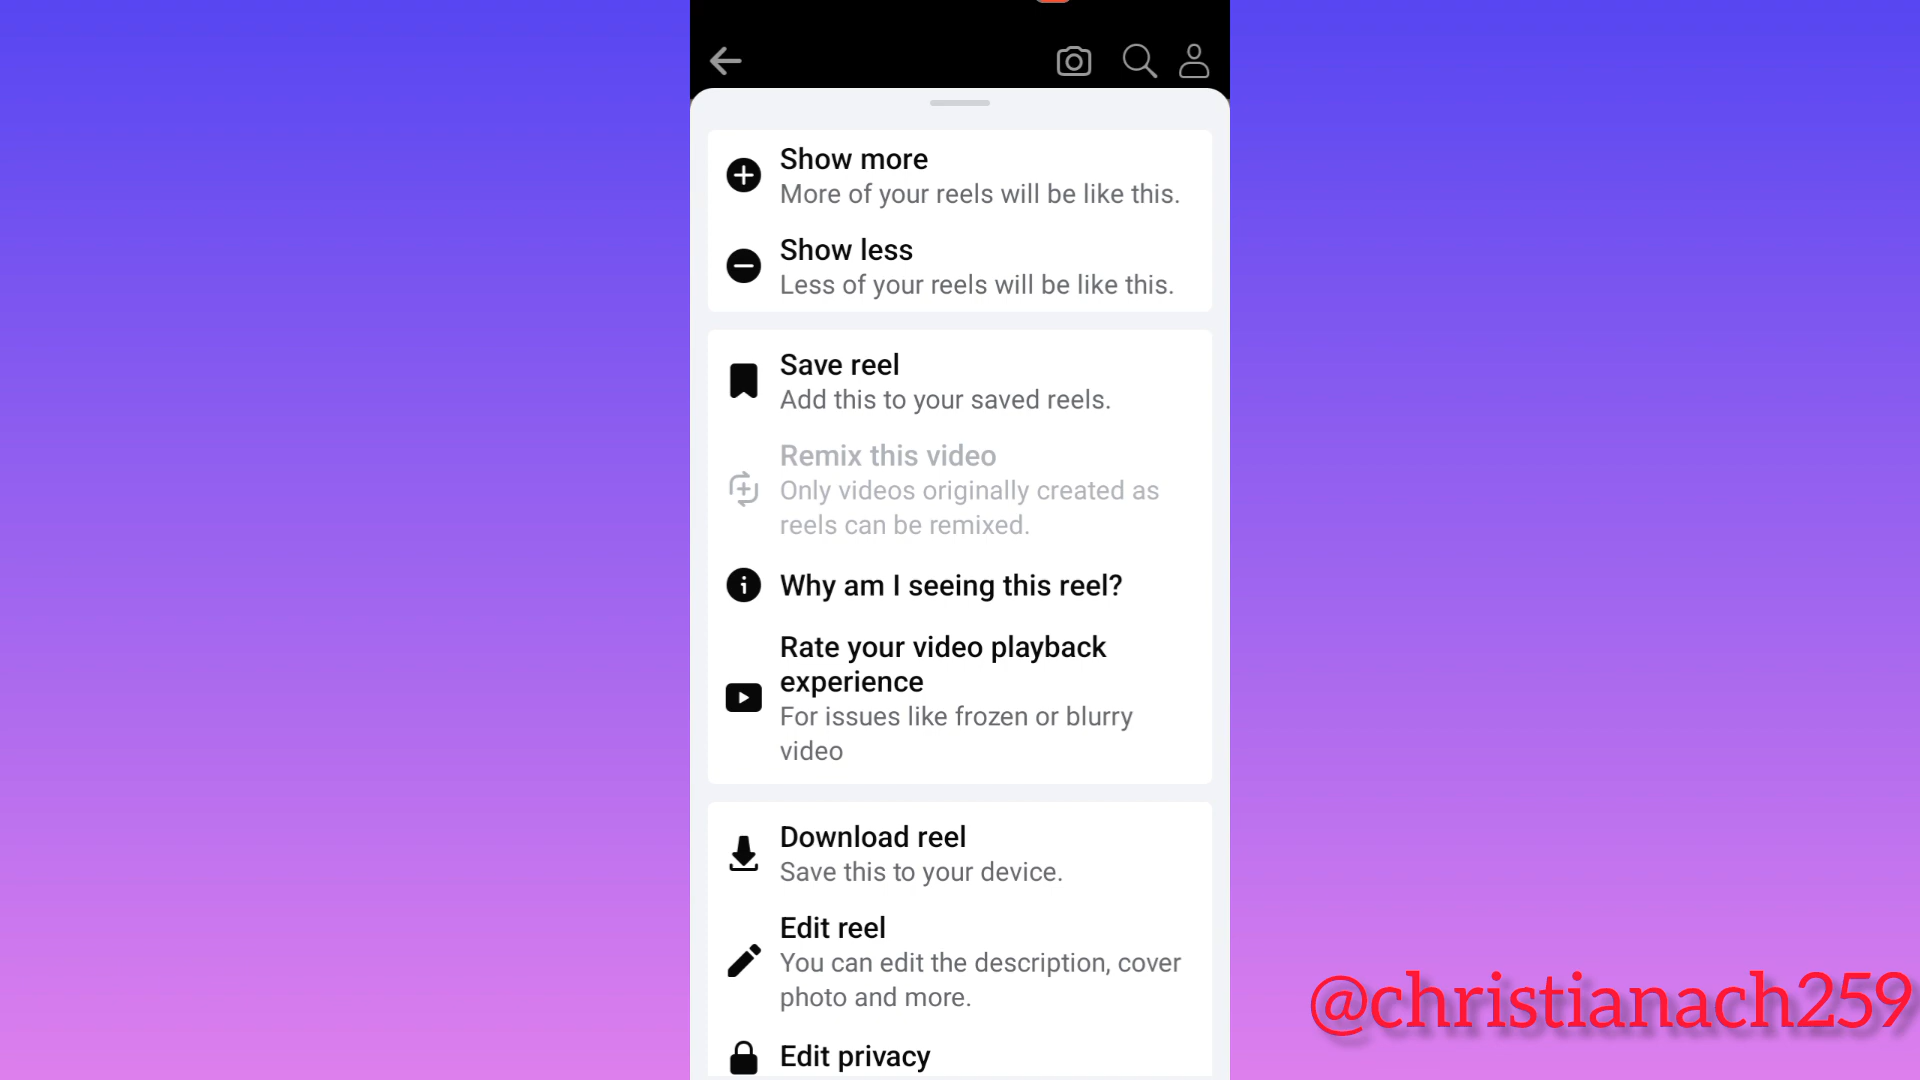 Show more
More of your reels will be like this.
Show less
Less of your reels will be like this.
Save reel
Add this to your saved reels.
Remix this video
Only videos originally created as
reels can be remixed.
Why am I seeing this reel?
Rate your video playback
experience
For issues like frozen or blurry
video
Download reel
Save this to your device.
Edit reel
You can edit the description, cover
photo and more.
Edit privacy
@christianach259